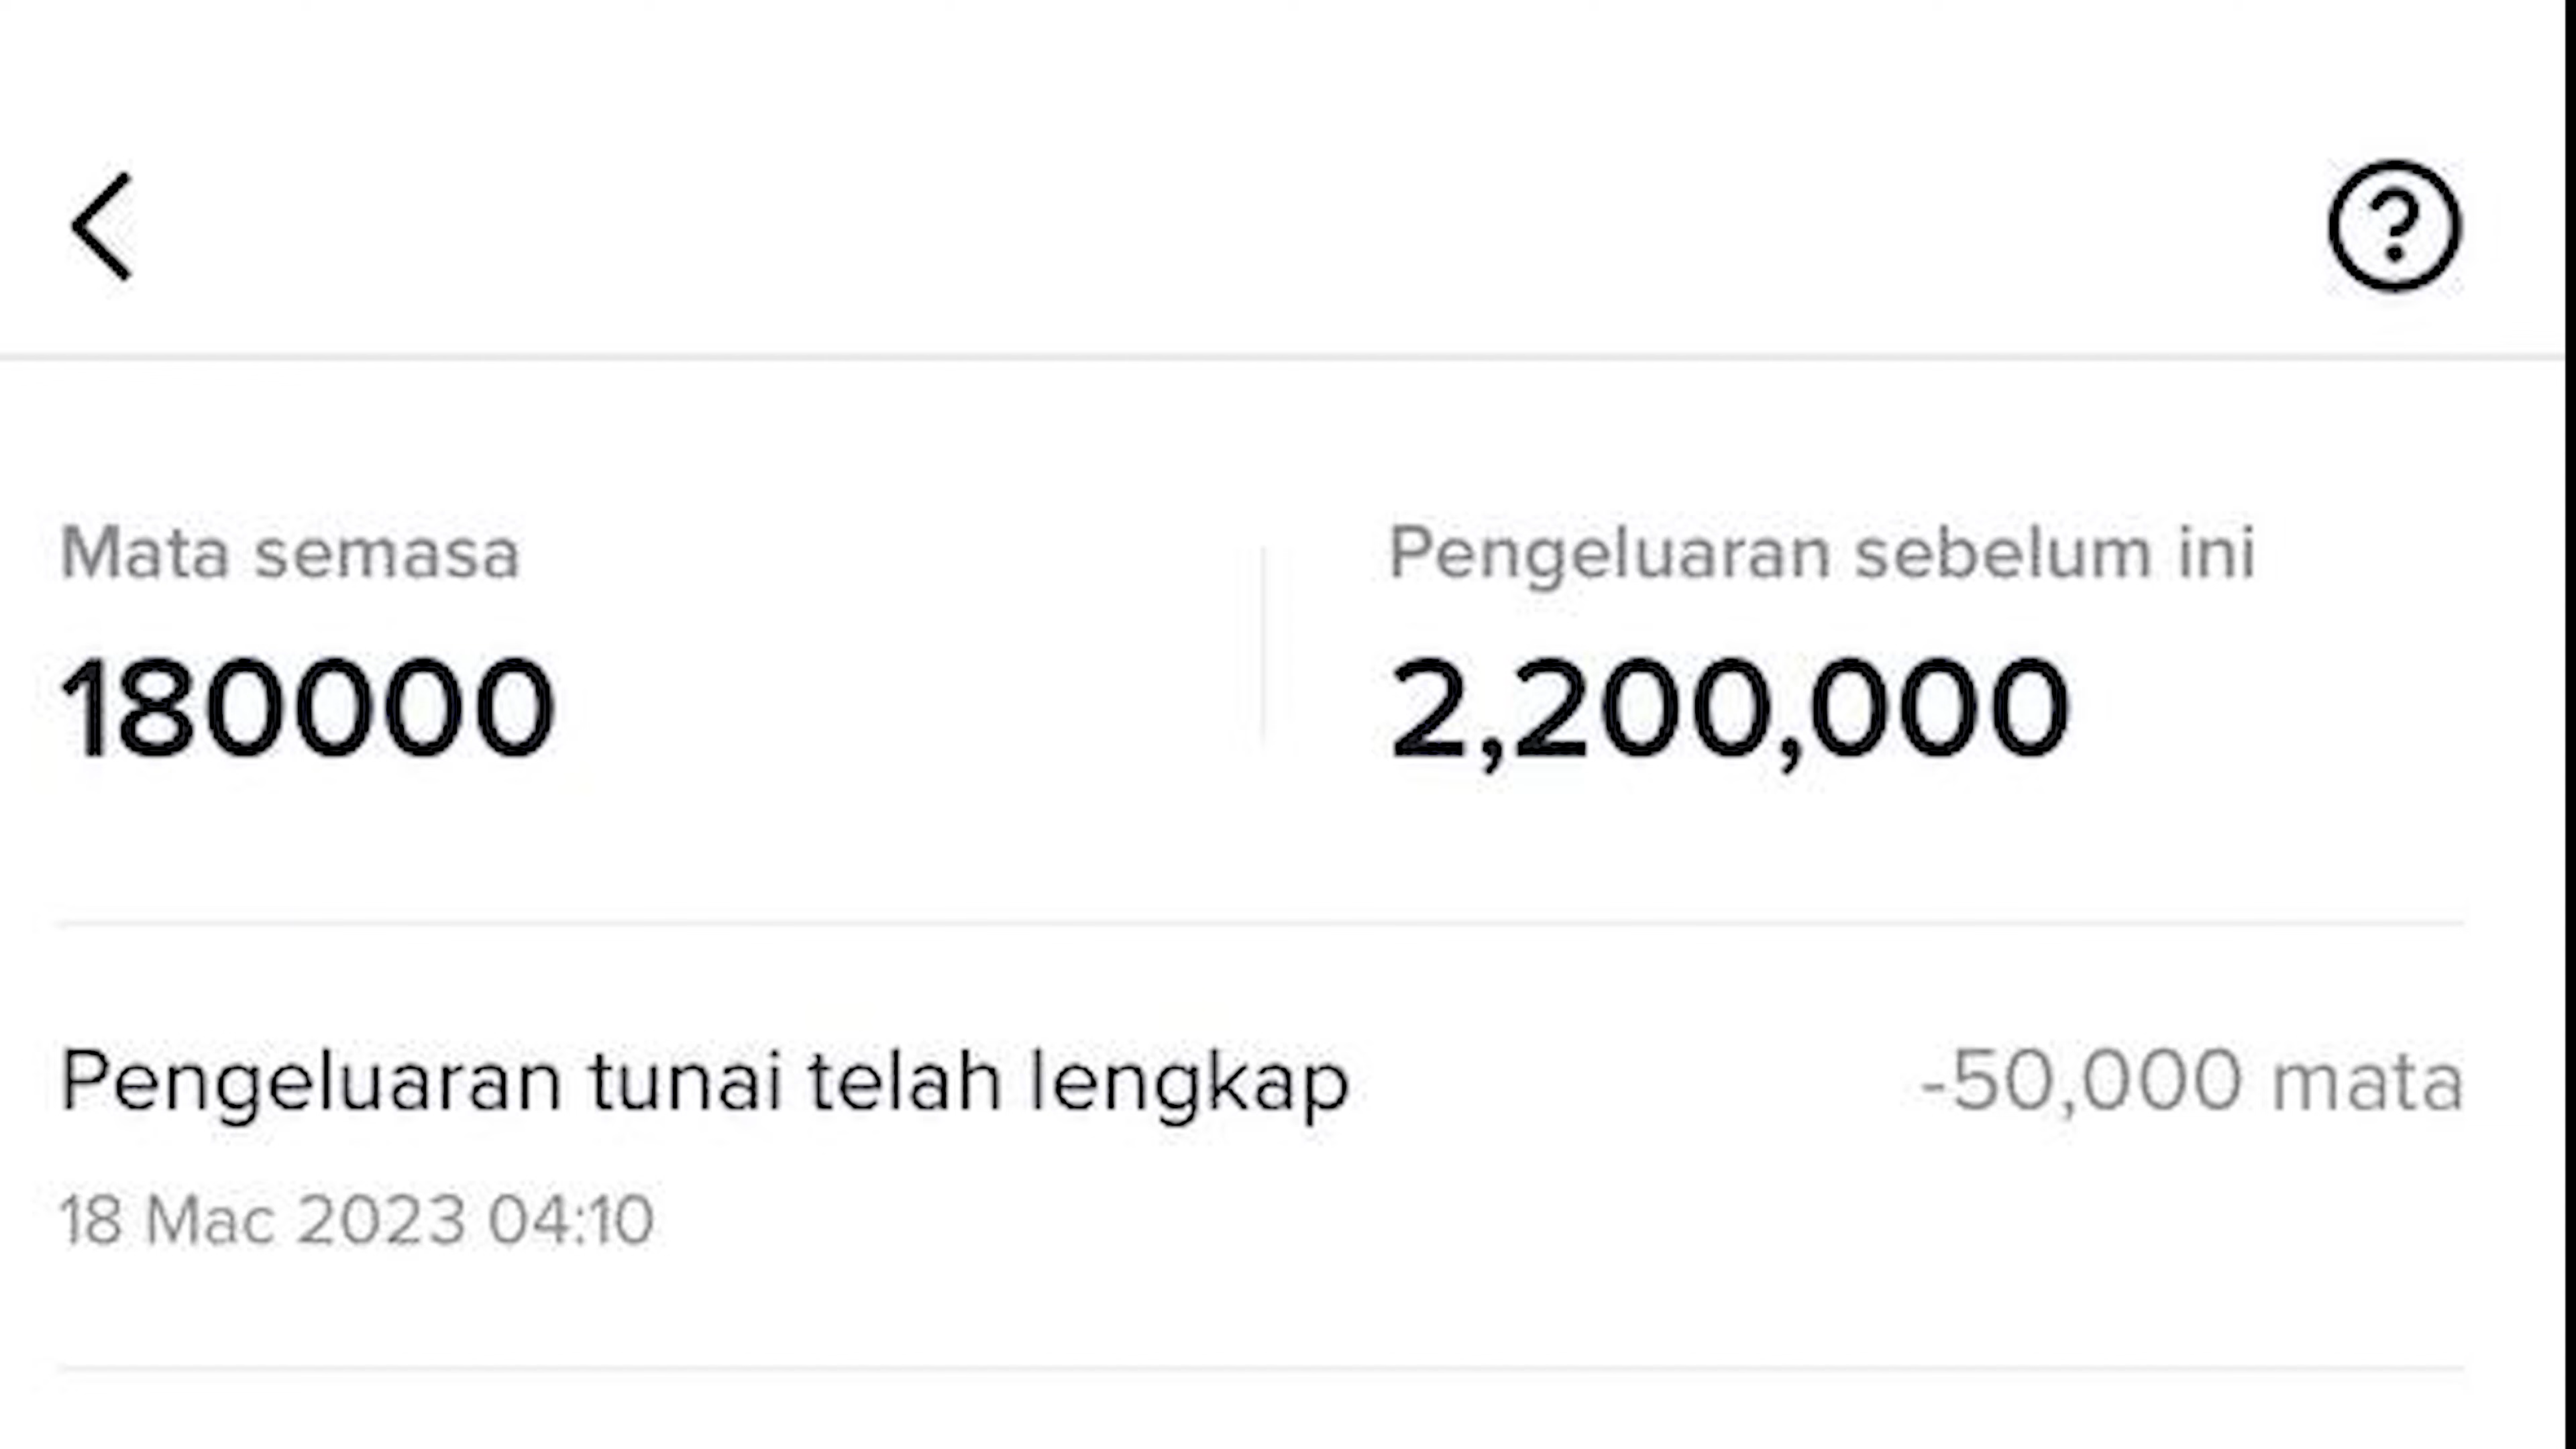 Mata semasa
Pengeluaran sebelum ini
180000
2,200,000
Pengeluaran tunai telah lengkap
-50,000 mata
18 Mac 2023 04:10